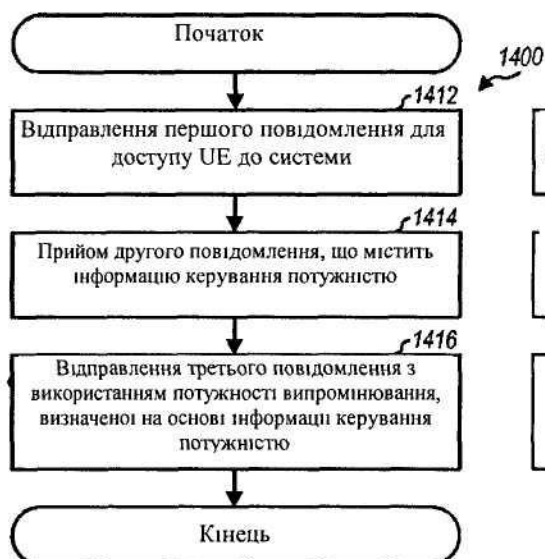 Початок
1400
1412
Відправлення першого повідомлення для
доступу UE до системи
1414
Прийом другого повідомлення, що містить
інформацію керування потужністю
1416
Відправлення третього повідомлення з
використанням потужності випромінювання,
визначеної на основі інформації керування
потужністю
Кінець